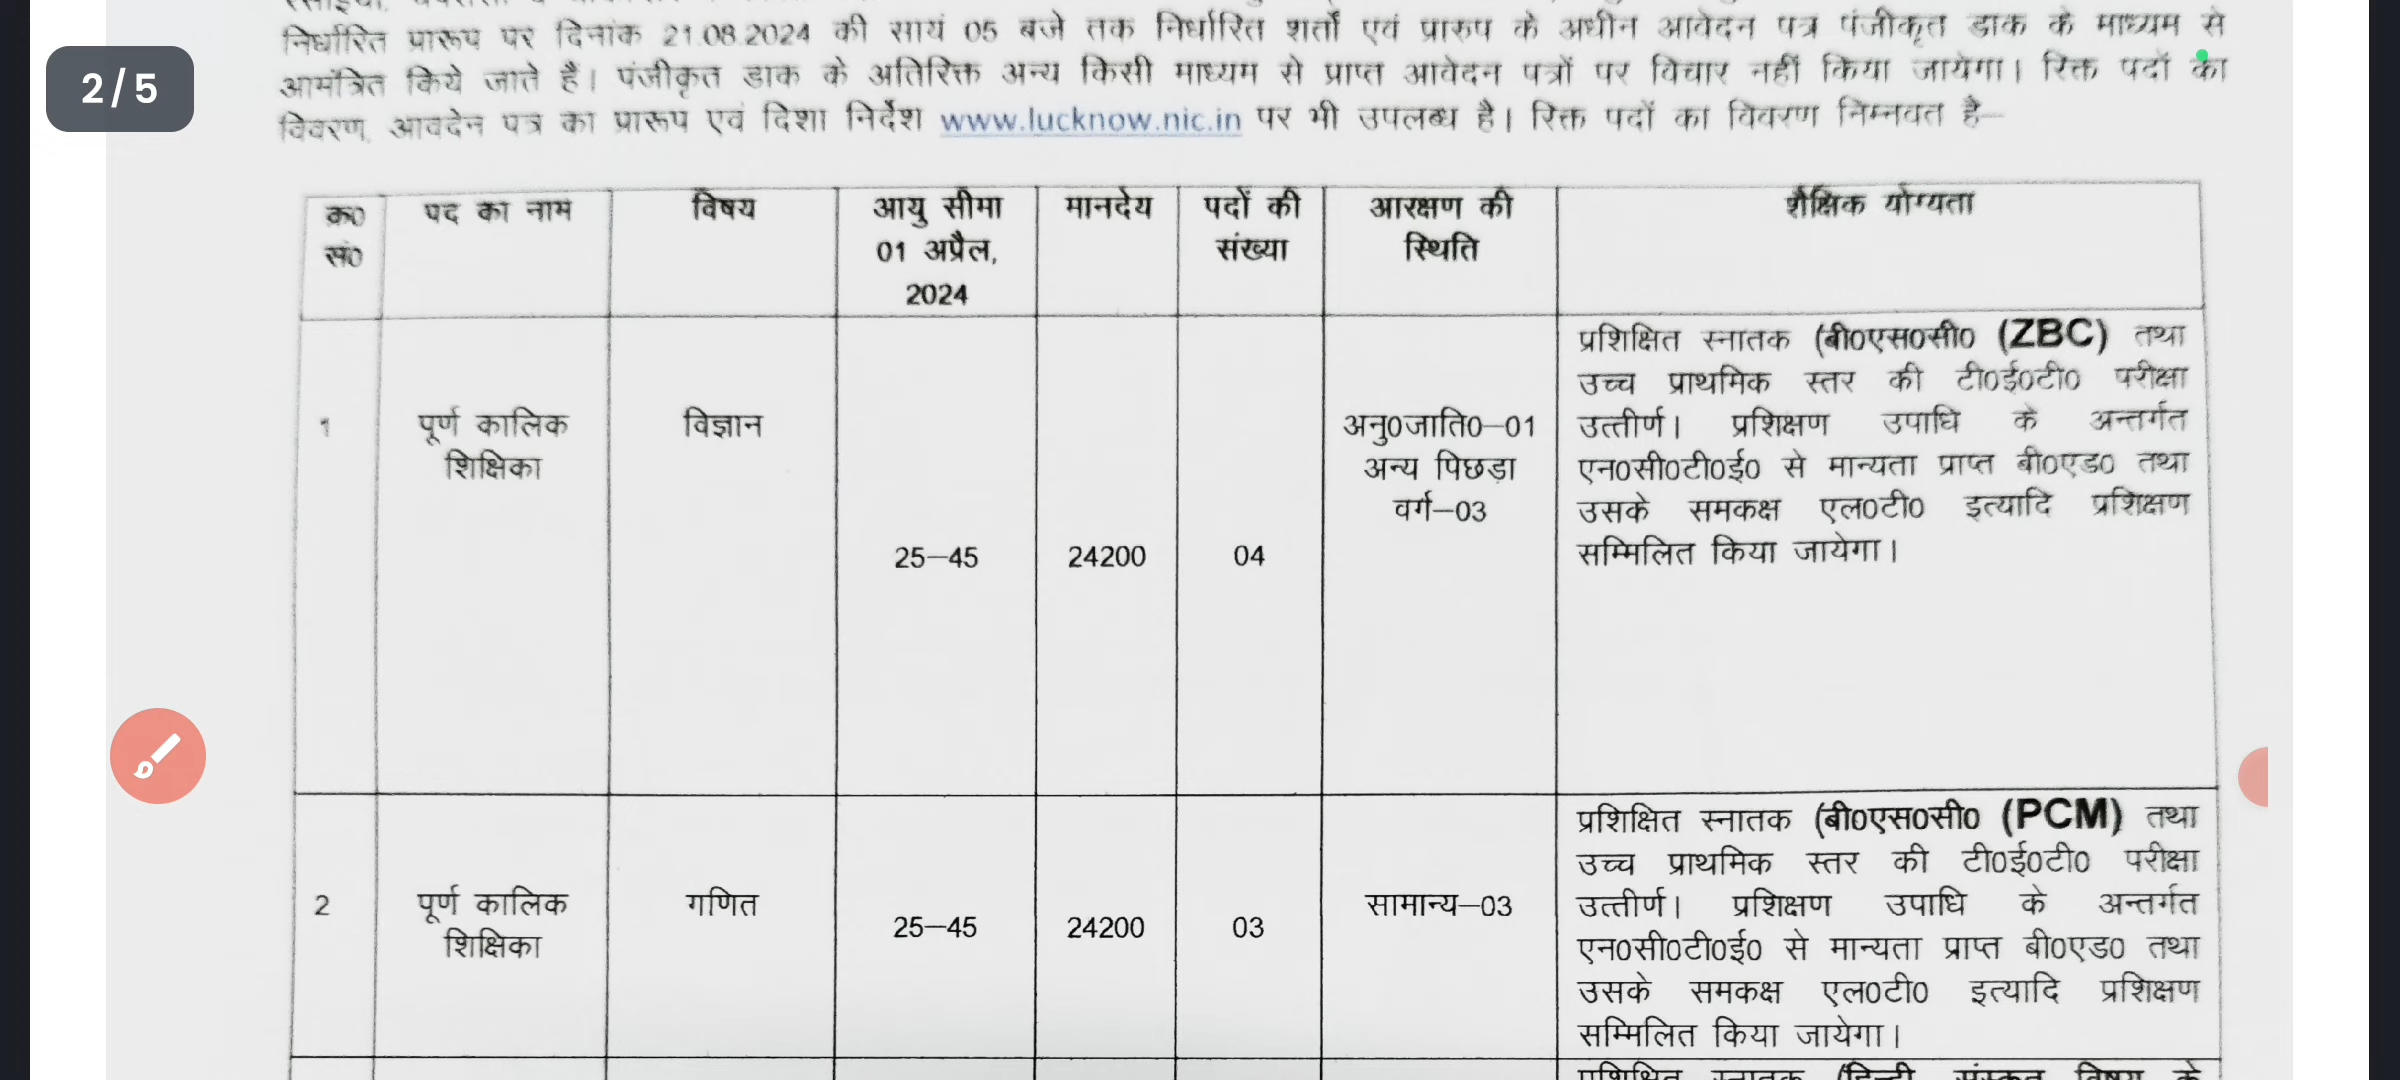 निर्धारित प्रारूप पर दिनांक 21.08.2024 की सायं 05 बजे तक निर्धारित शर्तों एवं प्रारुप के अधीन आवेदन पत्र पंजीकृत डाक के माध्यम से
2/5
आमंत्रित किये जाते है। पंजीकृत डाक के अतिरिक्त अन्य किसी माध्यम से प्राप्त आवेदन पत्रों पर विचार नहीं किया जायेगा। रिक्त पदों का
विवरण, आवदेन पत्र का प्रारूप एवं दिशा निर्देश www.lucknow.nic.in पर भी उपलब्ध है। रिक्त पदों का विवरण निम्नवत है–
क्र0
सं0
पद का नाम
विषय
आयु सीमा
01 अप्रैल,
2024
मानदेय
पदों की
संख्या
आरक्षण की
स्थिति
शैक्षिक योग्यता
1
पूर्ण कालिक
शिक्षिका
विज्ञान
25–45
24200
04
अनु0जाति0–01
अन्य पिछड़ा
वर्ग–03
प्रशिक्षित स्नातक (बी0एस0सी0 (ZBC) तथा
उच्च प्राथमिक स्तर की टी0ई0टी0 परीक्षा
उत्तीर्ण। प्रशिक्षण उपाधि के अन्तर्गत
एन0सी0टी0ई0 से मान्यता प्राप्त बी0एड0 तथा
उसके समकक्ष एल0टी0 इत्यादि प्रशिक्षण
सम्मिलित किया जायेगा।
2
पूर्ण कालिक
शिक्षिका
गणित
25–45
24200
03
सामान्य–03
प्रशिक्षित स्नातक (बी0एस0सी0 (PCM) तथा
उच्च प्राथमिक स्तर की टी0ई0टी0 परीक्षा
उत्तीर्ण। प्रशिक्षण उपाधि के अन्तर्गत
एन0सी0टी0ई0 से मान्यता प्राप्त बी0एड0 तथा
उसके समकक्ष एल0टी0 इत्यादि प्रशिक्षण
सम्मिलित किया जायेगा।
प्रशिक्षित स्नातक (हिन्दी संस्कृत विषय के